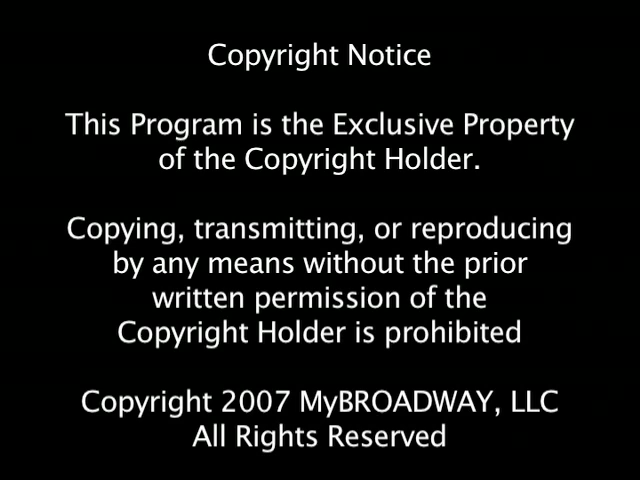 Copyright Notice
This Program is the Exclusive Property
of the Copyright Holder.
Copying, transmitting, or reproducing
by any means without the prior
written permission of the
Copyright Holder is prohibited
Copyright 2007 MyBROADWAY, LLC
All Rights Reserved